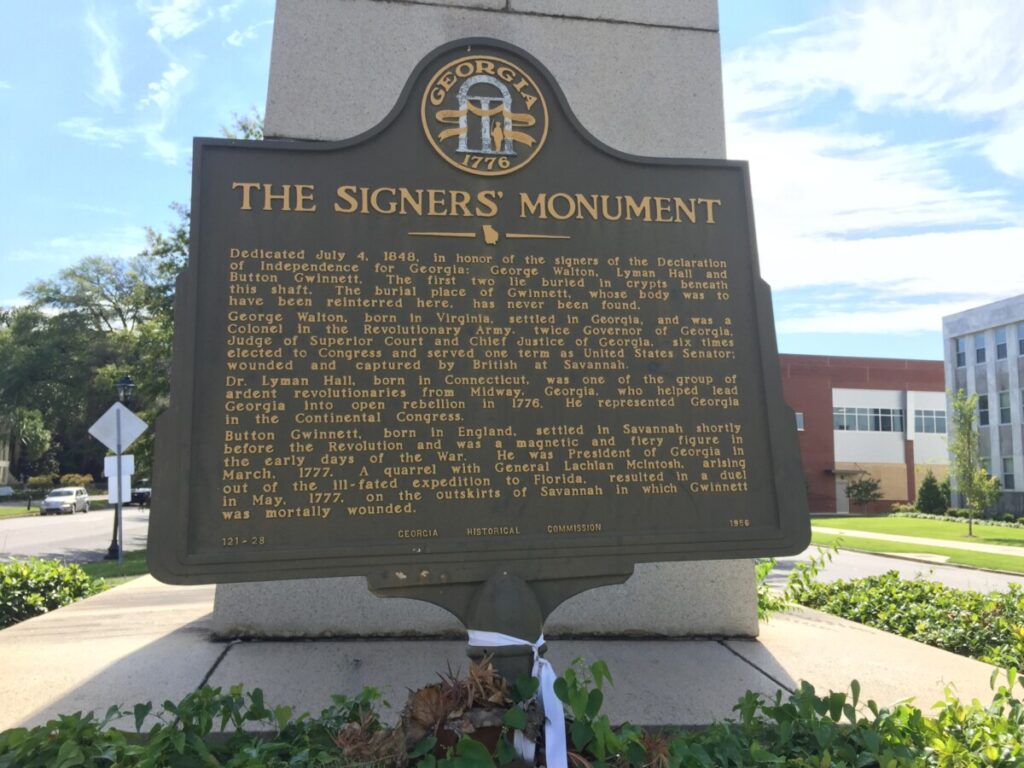 GEORGIA
1776
THE SIGNERS' MONUMENT
Dedicated July 4, 1848, in honor of the signers of the Declaration
of Independence for Georgia: George Walton, Lyman Hall and
Button Gwinnett. The first two lie buried in crypts beneath
this shaft. The burial place of Gwinnett, whose body was to
have been reinterred here, has never been found.
George Walton, born in Virginia, settled in Georgia, and was a
Colonel in the Revolutionary Army, twice Governor of Georgia,
Judge of Superior Court and Chief Justice of Georgia, six times
elected to Congress and served one term as United States Senator;
wounded and captured by British at Savannah.
Dr. Lyman Hall, born in Connecticut, was one of the group of
ardent revolutionaries from Midway, Georgia, who helped lead
Georgia into open rebellion in 1776. He represented Georgia
in the Continental Congress.
Button Gwinnett, born in England, settled in Savannah shortly
before the Revolution and was a magnetic and fiery figure in
the early days of the War. He was President of Georgia in
March, 1777. A quarrel with General Lachlan McIntosh, arising
out of the ill-fated expedition to Florida, resulted in a duel
in May, 1777, on the outskirts of Savannah in which Gwinnett
was mortally wounded.
121-28 GEORGIA HISTORICAL COMMISSION 1956